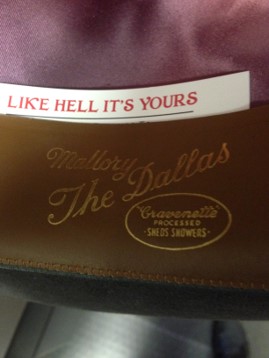 LIKE HELL IT'S YOURS
Mallory
The Dallas
"Cravenette"
PROCESSED
·SHEDS SHOWERS·